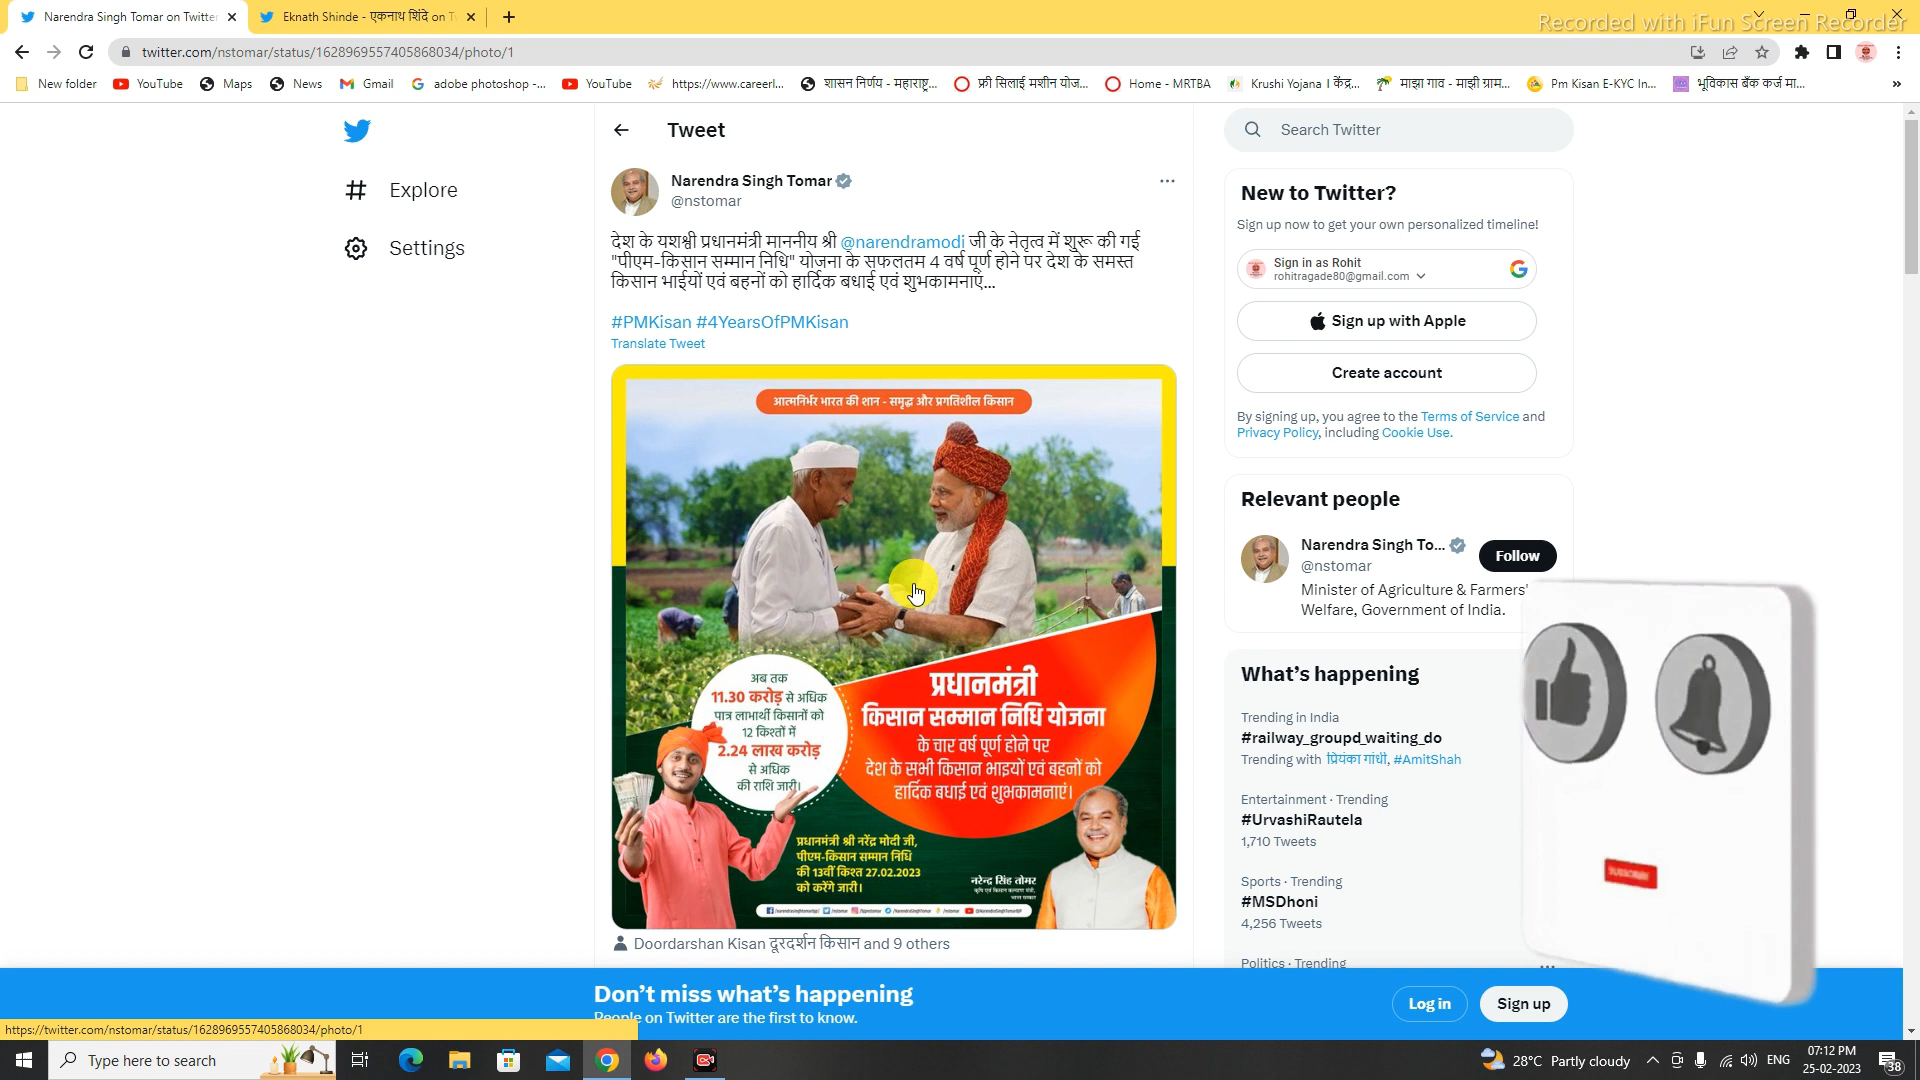 Narendra Singh Tomar on Twitter
Eknath Shinde - एकनाथ शिंदे on T
Recorded with iFun Screen Recorder
twitter.com/nstomar/status/1628969557405868034/photo/1
New folder
YouTube
Maps
News
Gmail
adobe photoshop -...
YouTube
https://www.careerl...
शासन निर्णय - महाराष्ट्र...
फ्री सिलाई मशीन योज...
Home - MRTBA
Krushi Yojana । केंद्र...
माझा गाव - माझी ग्राम...
Pm Kisan E-KYC In...
भूविकास बँक कर्ज मा...
»
Tweet
Search Twitter
Explore
Settings
Narendra Singh Tomar
@nstomar
देश के यशश्वी प्रधानमंत्री माननीय श्री @narendramodi जी के नेतृत्व में शुरू की गई
"पीएम-किसान सम्मान निधि" योजना के सफलतम 4 वर्ष पूर्ण होने पर देश के समस्त
किसान भाईयों एवं बहनों को हार्दिक बधाई एवं शुभकामनाएं...
#PMKisan #4YearsOfPMKisan
Translate Tweet
आत्मनिर्भर भारत की शान - समृद्ध और प्रगतिशील किसान
अब तक
11.30 करोड़ से अधिक
पात्र लाभार्थी किसानों को
12 किश्तों में
2.24 लाख करोड़
से अधिक
की राशि जारी।
प्रधानमंत्री
किसान सम्मान निधि योजना
के चार वर्ष पूर्ण होने पर
देश के सभी किसान भाइयों एवं बहनों को
हार्दिक बधाई एवं शुभकामनाएं।
प्रधानमंत्री श्री नरेंद्र मोदी जी,
पीएम-किसान सम्मान निधि
की 13वीं किश्त 27.02.2023
को करेंगे जारी।
नरेन्द्र सिंह तोमर
Doordarshan Kisan दूरदर्शन किसान and 9 others
New to Twitter?
Sign up now to get your own personalized timeline!
Sign in as Rohit
rohitragade80@gmail.com
Sign up with Apple
Create account
By signing up, you agree to the Terms of Service and
Privacy Policy, including Cookie Use.
Relevant people
Narendra Singh To...
@nstomar
Follow
Minister of Agriculture & Farmers'
Welfare, Government of India.
What's happening
Trending in India
#railway_groupd_waiting_do
Trending with प्रियंका गांधी, #AmitShah
Entertainment · Trending
#UrvashiRautela
1,710 Tweets
Sports · Trending
#MSDhoni
4,256 Tweets
Politics · Trending
SUBSCRIBE
Don't miss what's happening
People on Twitter are the first to know.
Log in
Sign up
https://twitter.com/nstomar/status/1628969557405868034/photo/1
Type here to search
28°C Partly cloudy
ENG
07:12 PM
25-02-2023
38